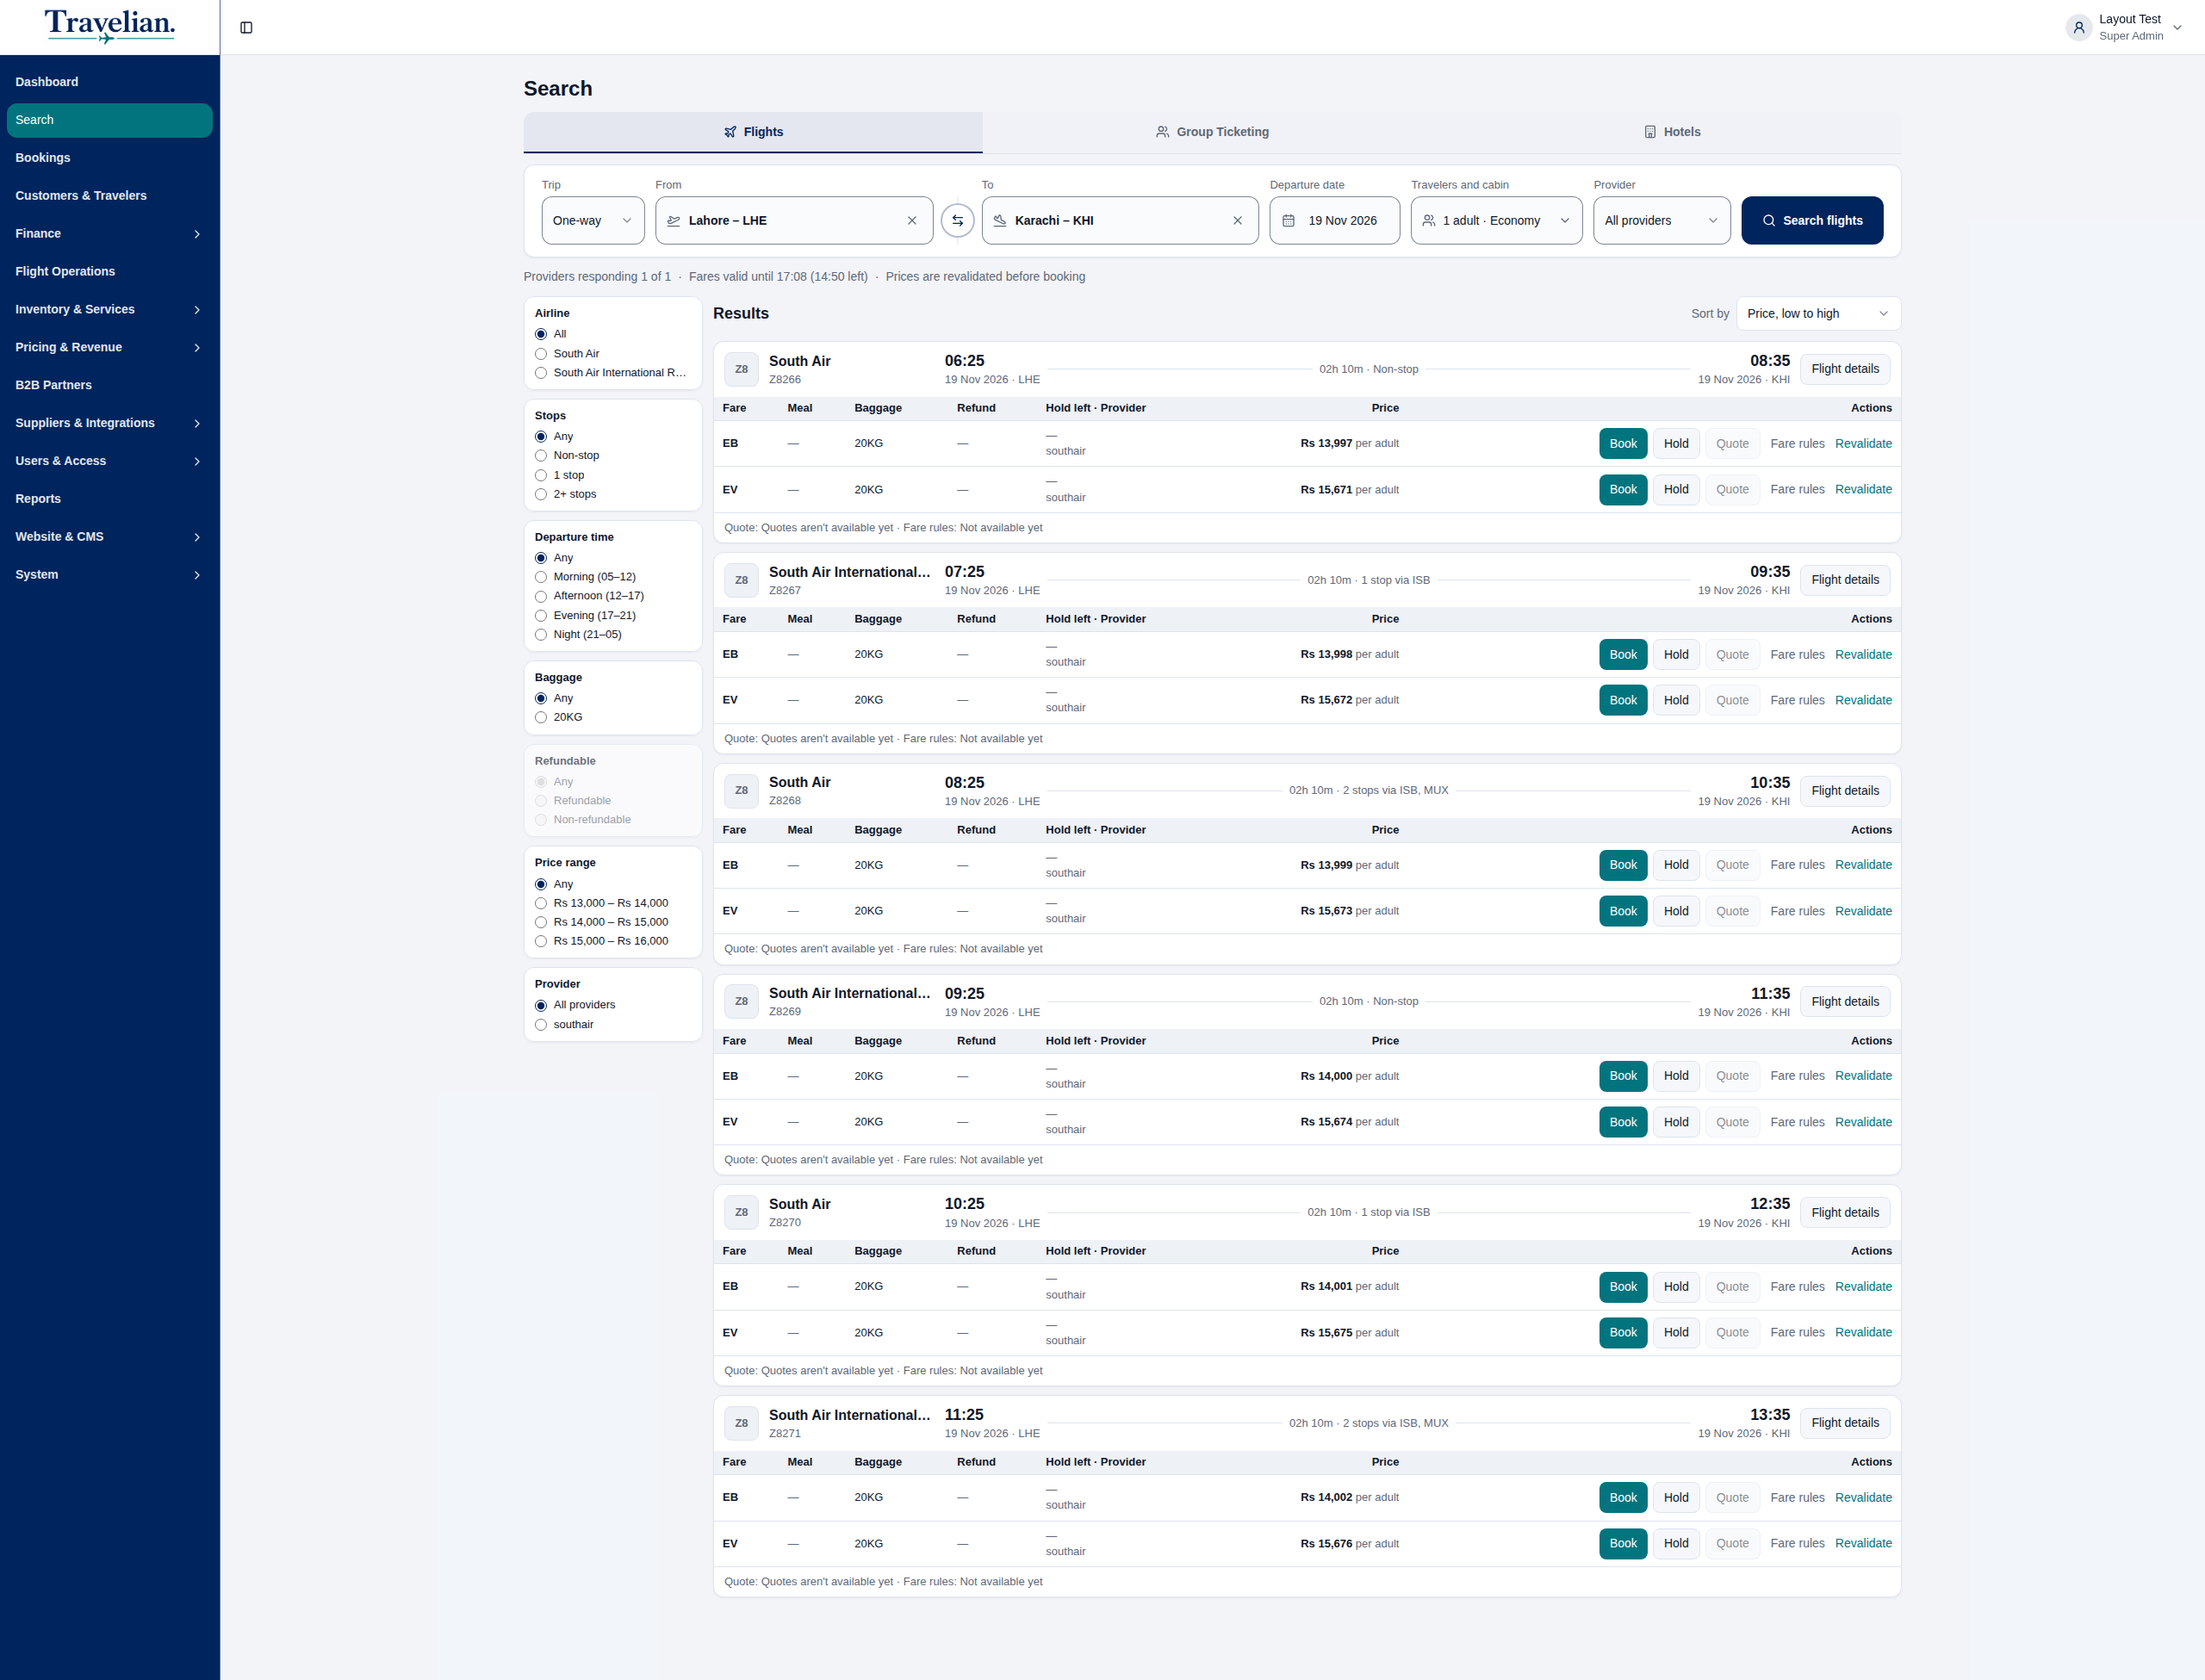 Travelian.
Layout Test
Super Admin
Dashboard
Search
Bookings
Customers & Travelers
Finance
Flight Operations
Inventory & Services
Pricing & Revenue
B2B Partners
Suppliers & Integrations
Users & Access
Reports
Website & CMS
System
Search
Flights
Group Ticketing
Hotels
Trip From To Departure date Travelers and cabin Provider
One-way Lahore – LHE Karachi – KHI 19 Nov 2026 1 adult · Economy All providers Search flights
Providers responding 1 of 1 · Fares valid until 17:08 (14:50 left) · Prices are revalidated before booking
Airline
All
South Air
South Air International R…
Stops
Any
Non-stop
1 stop
2+ stops
Departure time
Any
Morning (05–12)
Afternoon (12–17)
Evening (17–21)
Night (21–05)
Baggage
Any
20KG
Refundable
Any
Refundable
Non-refundable
Price range
Any
Rs 13,000 – Rs 14,000
Rs 14,000 – Rs 15,000
Rs 15,000 – Rs 16,000
Provider
All providers
southair
Results Sort by Price, low to high
Z8 South Air 06:25 02h 10m · Non-stop 08:35 Flight details
Z8266 19 Nov 2026 · LHE 19 Nov 2026 · KHI
Fare Meal Baggage Refund Hold left · Provider Price Actions
EB — 20KG — — southair Rs 13,997 per adult Book Hold Quote Fare rules Revalidate
EV — 20KG — — southair Rs 15,671 per adult Book Hold Quote Fare rules Revalidate
Quote: Quotes aren't available yet · Fare rules: Not available yet
Z8 South Air International… 07:25 02h 10m · 1 stop via ISB 09:35 Flight details
Z8267 19 Nov 2026 · LHE 19 Nov 2026 · KHI
Fare Meal Baggage Refund Hold left · Provider Price Actions
EB — 20KG — — southair Rs 13,998 per adult Book Hold Quote Fare rules Revalidate
EV — 20KG — — southair Rs 15,672 per adult Book Hold Quote Fare rules Revalidate
Quote: Quotes aren't available yet · Fare rules: Not available yet
Z8 South Air 08:25 02h 10m · 2 stops via ISB, MUX 10:35 Flight details
Z8268 19 Nov 2026 · LHE 19 Nov 2026 · KHI
Fare Meal Baggage Refund Hold left · Provider Price Actions
EB — 20KG — — southair Rs 13,999 per adult Book Hold Quote Fare rules Revalidate
EV — 20KG — — southair Rs 15,673 per adult Book Hold Quote Fare rules Revalidate
Quote: Quotes aren't available yet · Fare rules: Not available yet
Z8 South Air International… 09:25 02h 10m · Non-stop 11:35 Flight details
Z8269 19 Nov 2026 · LHE 19 Nov 2026 · KHI
Fare Meal Baggage Refund Hold left · Provider Price Actions
EB — 20KG — — southair Rs 14,000 per adult Book Hold Quote Fare rules Revalidate
EV — 20KG — — southair Rs 15,674 per adult Book Hold Quote Fare rules Revalidate
Quote: Quotes aren't available yet · Fare rules: Not available yet
Z8 South Air 10:25 02h 10m · 1 stop via ISB 12:35 Flight details
Z8270 19 Nov 2026 · LHE 19 Nov 2026 · KHI
Fare Meal Baggage Refund Hold left · Provider Price Actions
EB — 20KG — — southair Rs 14,001 per adult Book Hold Quote Fare rules Revalidate
EV — 20KG — — southair Rs 15,675 per adult Book Hold Quote Fare rules Revalidate
Quote: Quotes aren't available yet · Fare rules: Not available yet
Z8 South Air International… 11:25 02h 10m · 2 stops via ISB, MUX 13:35 Flight details
Z8271 19 Nov 2026 · LHE 19 Nov 2026 · KHI
Fare Meal Baggage Refund Hold left · Provider Price Actions
EB — 20KG — — southair Rs 14,002 per adult Book Hold Quote Fare rules Revalidate
EV — 20KG — — southair Rs 15,676 per adult Book Hold Quote Fare rules Revalidate
Quote: Quotes aren't available yet · Fare rules: Not available yet